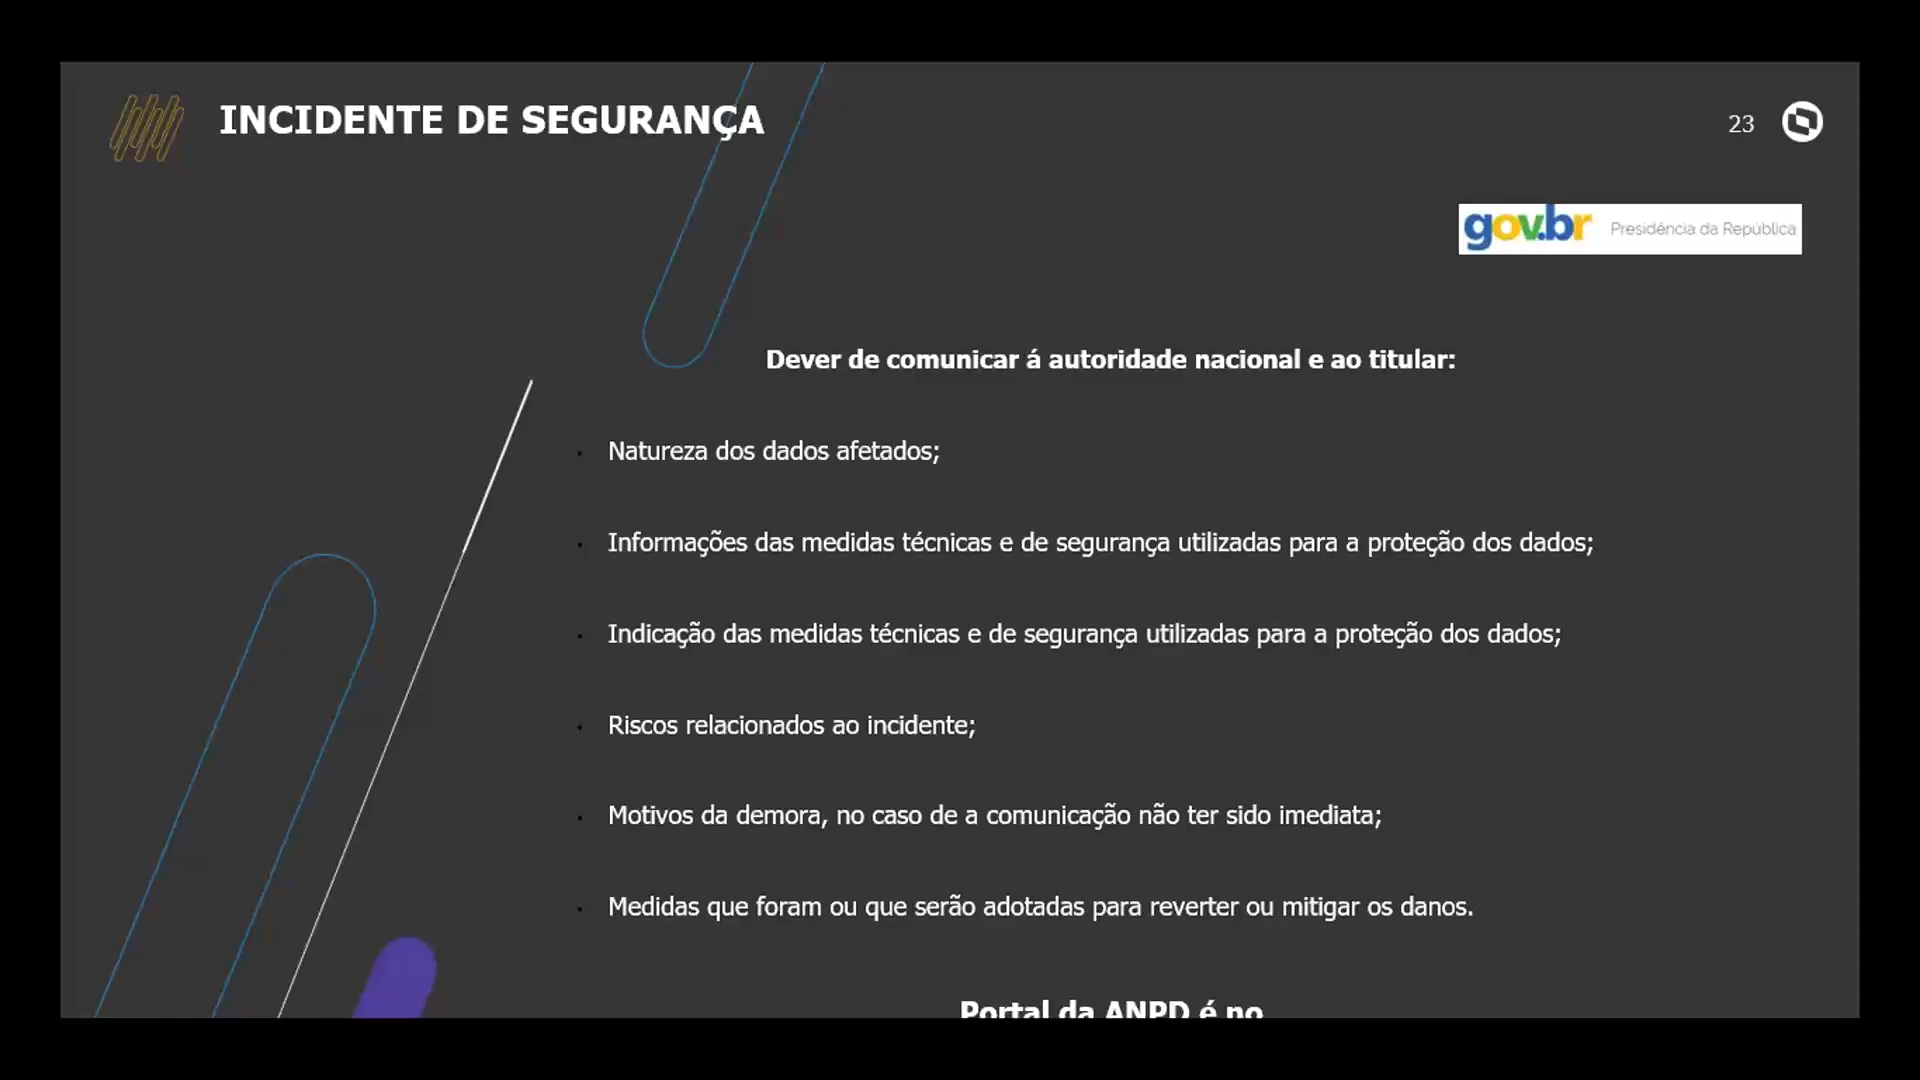 INCIDENTE DE SEGURANÇA
23
gov.br Presidência da República
Dever de comunicar á autoridade nacional e ao titular:
Natureza dos dados afetados;
Informações das medidas técnicas e de segurança utilizadas para a proteção dos dados;
Indicação das medidas técnicas e de segurança utilizadas para a proteção dos dados;
Riscos relacionados ao incidente;
Motivos da demora, no caso de a comunicação não ter sido imediata;
Medidas que foram ou que serão adotadas para reverter ou mitigar os danos.
Portal da ANPD é no